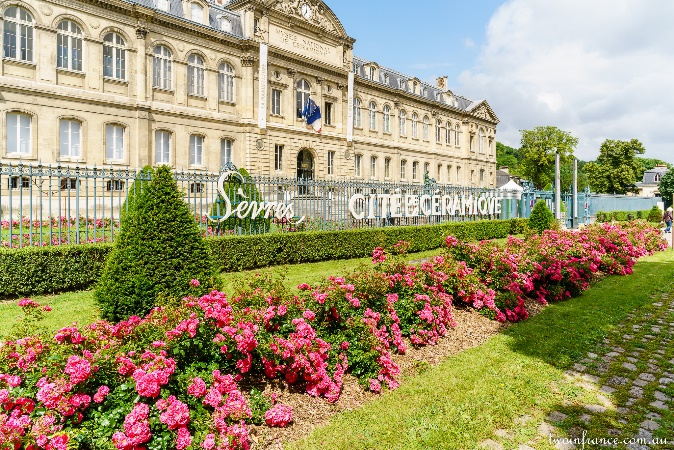 Sèvres CITÉ DE LA CÉRAMIQUE
twoinfrance.com.au